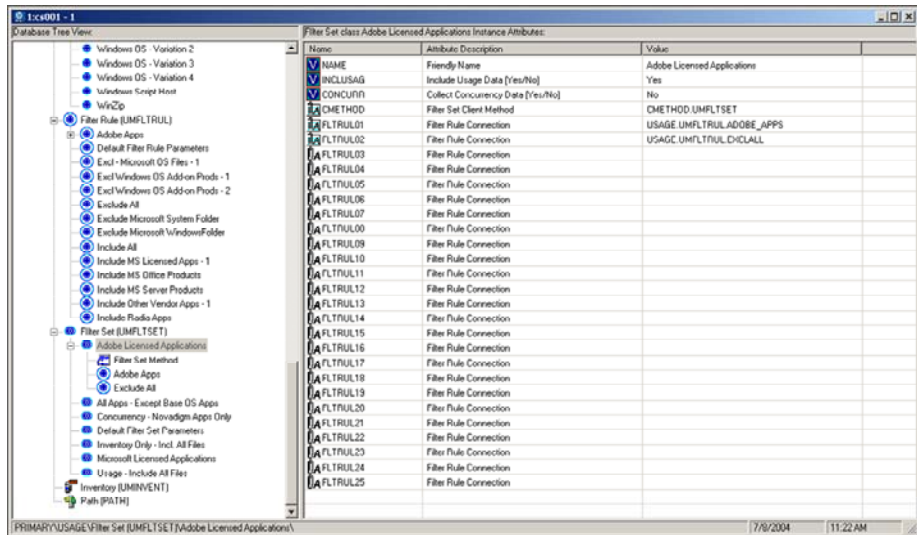 1:cs001 - 1
Database Tree View:
Windows OS - Variation 2
Windows OS - Variation 3
Windows OS - Variation 4
Windows Script Host
WinZip
Filter Rule (UMFLTRUL)
Adobe Apps
Default Filter Rule Parameters
Excl - Microsoft OS Files - 1
Excl Windows OS Add-on Prods - 1
Excl Windows OS Add-on Prods - 2
Exclude All
Exclude Microsoft System Folder
Exclude Microsoft WindowsFolder
Include All
Include MS Licensed Apps - 1
Include MS Office Products
Include MS Server Products
Include Other Vendor Apps - 1
Include Radia Apps
Filter Set (UMFLTSET)
Adobe Licensed Applications
Filter Set Method
Adobe Apps
Exclude All
All Apps - Except Base OS Apps
Concurrency - Novadigm Apps Only
Default Filter Set Parameters
Inventory Only - Incl. All Files
Microsoft Licensed Applications
Usage - Include All Files
Inventory (UMINVENT)
Path (PATH)
Filter Set class Adobe Licensed Applications Instance Attributes:
Name Attribute Description Value
NAME Friendly Name Adobe Licensed Applications
INCLUSAG Include Usage Data [Yes/No] Yes
CONCURR Collect Concurrency Data [Yes/No] No
CMETHOD Filter Set Client Method CMETHOD.UMFLTSET
FLTRUL01 Filter Rule Connection USAGE.UMFLTRUL.ADOBE_APPS
FLTRUL02 Filter Rule Connection USAGE.UMFLTRUL.EXCLALL
FLTRUL03 Filter Rule Connection
FLTRUL04 Filter Rule Connection
FLTRUL05 Filter Rule Connection
FLTRUL06 Filter Rule Connection
FLTRUL07 Filter Rule Connection
FLTRUL08 Filter Rule Connection
FLTRUL09 Filter Rule Connection
FLTRUL10 Filter Rule Connection
FLTRUL11 Filter Rule Connection
FLTRUL12 Filter Rule Connection
FLTRUL13 Filter Rule Connection
FLTRUL14 Filter Rule Connection
FLTRUL15 Filter Rule Connection
FLTRUL16 Filter Rule Connection
FLTRUL17 Filter Rule Connection
FLTRUL18 Filter Rule Connection
FLTRUL19 Filter Rule Connection
FLTRUL20 Filter Rule Connection
FLTRUL21 Filter Rule Connection
FLTRUL22 Filter Rule Connection
FLTRUL23 Filter Rule Connection
FLTRUL24 Filter Rule Connection
FLTRUL25 Filter Rule Connection
PRIMARY\USAGE\Filter Set (UMFLTSET)\Adobe Licensed Applications\ 7/8/2004 11:22 AM